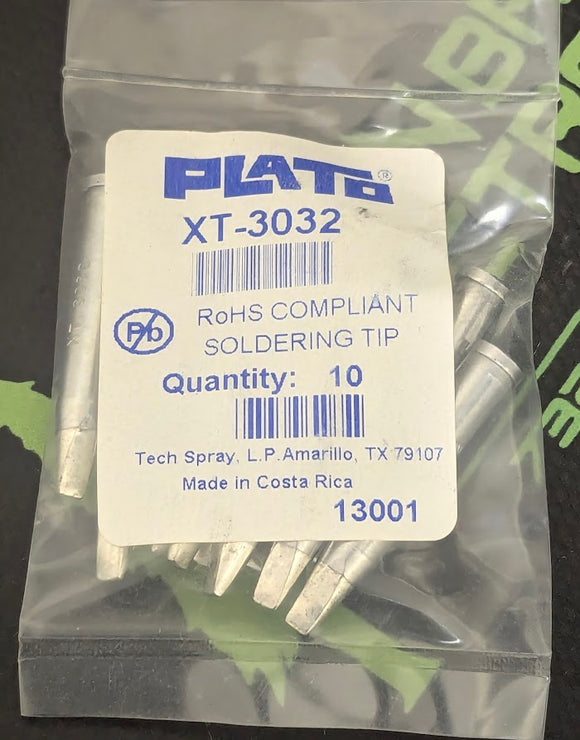 PLATO®
XT-3032
Pb
RoHS COMPLIANT
SOLDERING TIP
Quantity: 10
Tech Spray, L.P. Amarillo, TX 79107
Made in Costa Rica
13001